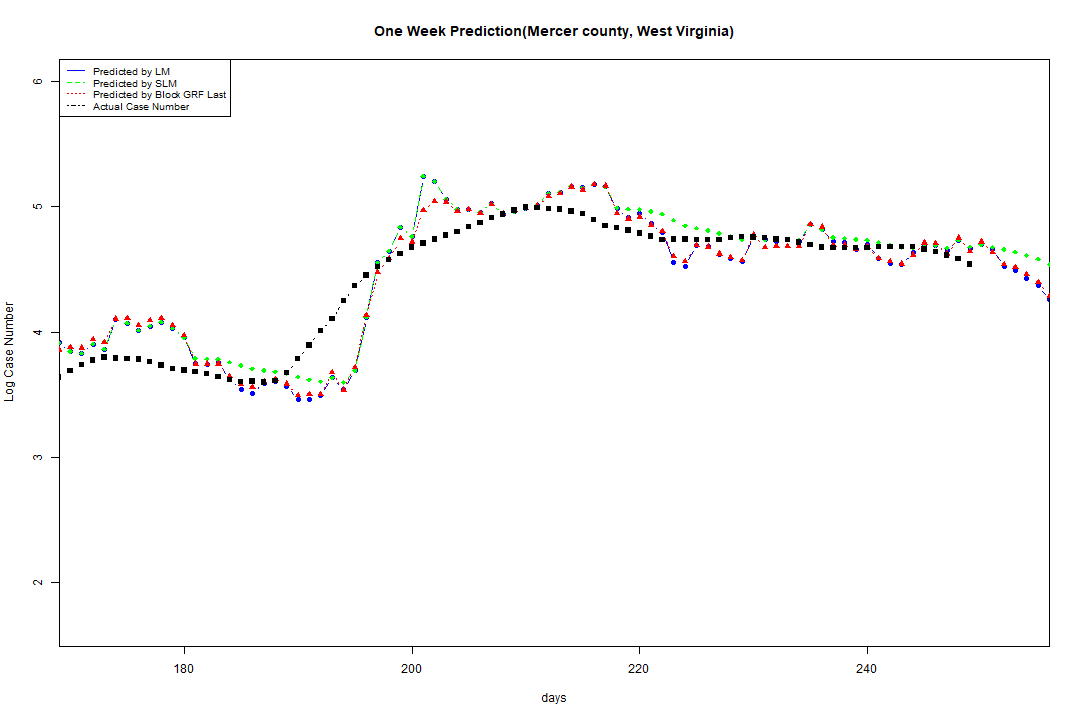 One Week Prediction(Mercer county, West Virginia)
Predicted by LM
Predicted by SLM
Predicted by Block GRF Last
Actual Case Number
6
5
4
3
2
Log Case Number
180 200 220 240
days